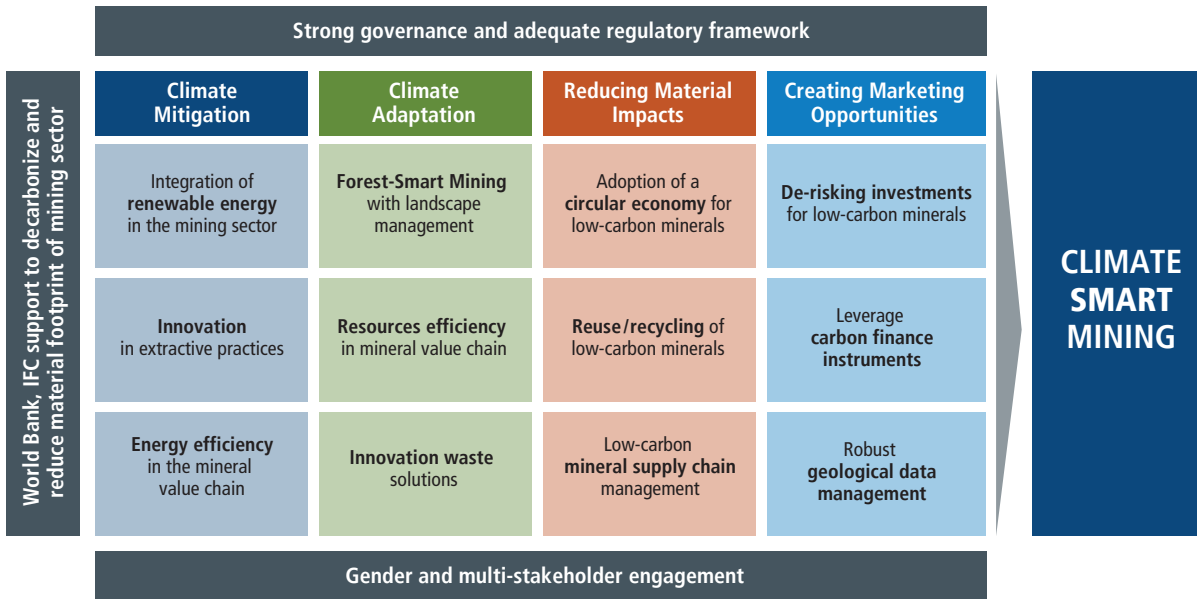 Strong governance and adequate regulatory framework
World Bank, IFC support to decarbonize and
reduce material footprint of mining sector
Climate
Mitigation
Integration of
renewable energy
in the mining sector
Innovation
in extractive practices
Energy efficiency
in the mineral
value chain
Climate
Adaptation
Forest-Smart Mining
with landscape
management
Resources efficiency
in mineral value chain
Innovation waste
solutions
Reducing Material
Impacts
Adoption of a
circular economy for
low-carbon minerals
Reuse/recycling of
low-carbon minerals
Low-carbon
mineral supply chain
management
Creating Marketing
Opportunities
De-risking investments
for low-carbon minerals
Leverage
carbon finance
instruments
Robust
geological data
management
CLIMATE
SMART
MINING
Gender and multi-stakeholder engagement